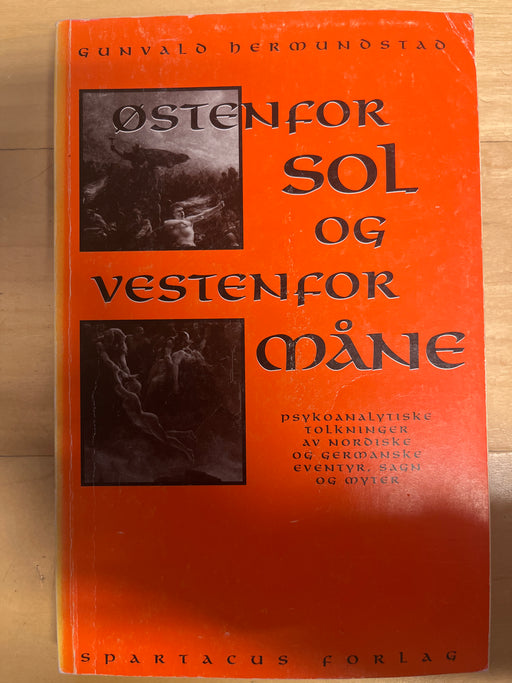 GUNVALD HERMUNDSTAD
ØSTENFOR
SOL
OG
VESTENFOR
MÅNE
PSYKOANALYTISKE
TOLKNINGER
AV NORDISKE
OG GERMANSKE
EVENTYR, SAGN
OG MYTER
SPARTACUS FORLAG